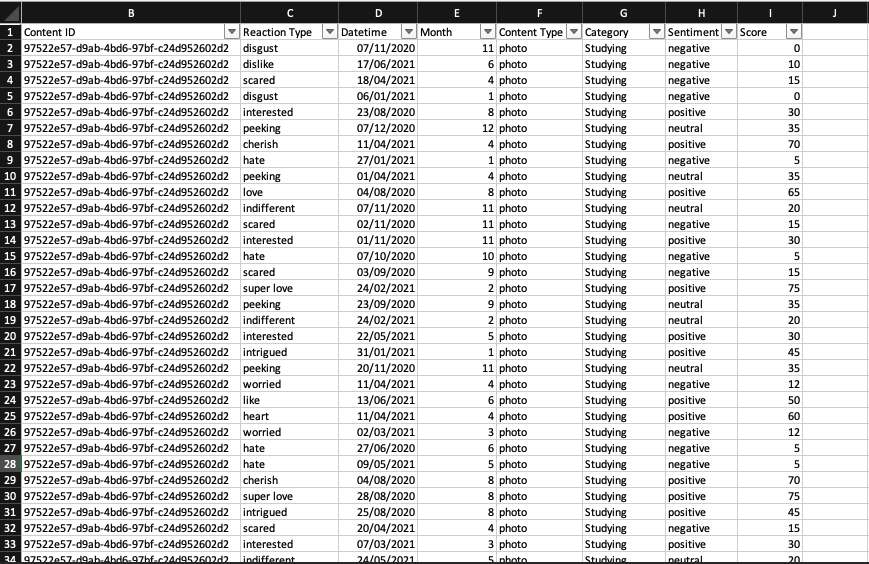 B C D E F G H I J
1 Content ID Reaction Type Datetime Month Content Type Category Sentiment Score
2 97522e57-d9ab-4bd6-97bf-c24d952602d2 disgust 07/11/2020 11 photo Studying negative 0
3 97522e57-d9ab-4bd6-97bf-c24d952602d2 dislike 17/06/2021 6 photo Studying negative 10
4 97522e57-d9ab-4bd6-97bf-c24d952602d2 scared 18/04/2021 4 photo Studying negative 15
5 97522e57-d9ab-4bd6-97bf-c24d952602d2 disgust 06/01/2021 1 photo Studying negative 0
6 97522e57-d9ab-4bd6-97bf-c24d952602d2 interested 23/08/2020 8 photo Studying positive 30
7 97522e57-d9ab-4bd6-97bf-c24d952602d2 peeking 07/12/2020 12 photo Studying neutral 35
8 97522e57-d9ab-4bd6-97bf-c24d952602d2 cherish 11/04/2021 4 photo Studying positive 70
9 97522e57-d9ab-4bd6-97bf-c24d952602d2 hate 27/01/2021 1 photo Studying negative 5
10 97522e57-d9ab-4bd6-97bf-c24d952602d2 peeking 01/04/2021 4 photo Studying neutral 35
11 97522e57-d9ab-4bd6-97bf-c24d952602d2 love 04/08/2020 8 photo Studying positive 65
12 97522e57-d9ab-4bd6-97bf-c24d952602d2 indifferent 07/11/2020 11 photo Studying neutral 20
13 97522e57-d9ab-4bd6-97bf-c24d952602d2 scared 02/11/2020 11 photo Studying negative 15
14 97522e57-d9ab-4bd6-97bf-c24d952602d2 interested 01/11/2020 11 photo Studying positive 30
15 97522e57-d9ab-4bd6-97bf-c24d952602d2 hate 07/10/2020 10 photo Studying negative 5
16 97522e57-d9ab-4bd6-97bf-c24d952602d2 scared 03/09/2020 9 photo Studying negative 15
17 97522e57-d9ab-4bd6-97bf-c24d952602d2 super love 24/02/2021 2 photo Studying positive 75
18 97522e57-d9ab-4bd6-97bf-c24d952602d2 peeking 23/09/2020 9 photo Studying neutral 35
19 97522e57-d9ab-4bd6-97bf-c24d952602d2 indifferent 24/02/2021 2 photo Studying neutral 20
20 97522e57-d9ab-4bd6-97bf-c24d952602d2 interested 22/05/2021 5 photo Studying positive 30
21 97522e57-d9ab-4bd6-97bf-c24d952602d2 intrigued 31/01/2021 1 photo Studying positive 45
22 97522e57-d9ab-4bd6-97bf-c24d952602d2 peeking 20/11/2020 11 photo Studying neutral 35
23 97522e57-d9ab-4bd6-97bf-c24d952602d2 worried 11/04/2021 4 photo Studying negative 12
24 97522e57-d9ab-4bd6-97bf-c24d952602d2 like 13/06/2021 6 photo Studying positive 50
25 97522e57-d9ab-4bd6-97bf-c24d952602d2 heart 11/04/2021 4 photo Studying positive 60
26 97522e57-d9ab-4bd6-97bf-c24d952602d2 worried 02/03/2021 3 photo Studying negative 12
27 97522e57-d9ab-4bd6-97bf-c24d952602d2 hate 27/06/2020 6 photo Studying negative 5
28 97522e57-d9ab-4bd6-97bf-c24d952602d2 hate 09/05/2021 5 photo Studying negative 5
29 97522e57-d9ab-4bd6-97bf-c24d952602d2 cherish 04/08/2020 8 photo Studying positive 70
30 97522e57-d9ab-4bd6-97bf-c24d952602d2 super love 28/08/2020 8 photo Studying positive 75
31 97522e57-d9ab-4bd6-97bf-c24d952602d2 intrigued 25/08/2020 8 photo Studying positive 45
32 97522e57-d9ab-4bd6-97bf-c24d952602d2 scared 20/04/2021 4 photo Studying negative 15
33 97522e57-d9ab-4bd6-97bf-c24d952602d2 interested 07/03/2021 3 photo Studying positive 30
34 97522e57-d9ab-4bd6-97bf-c24d952602d2 indifferent 24/05/2021 5 photo Studying neutral 20